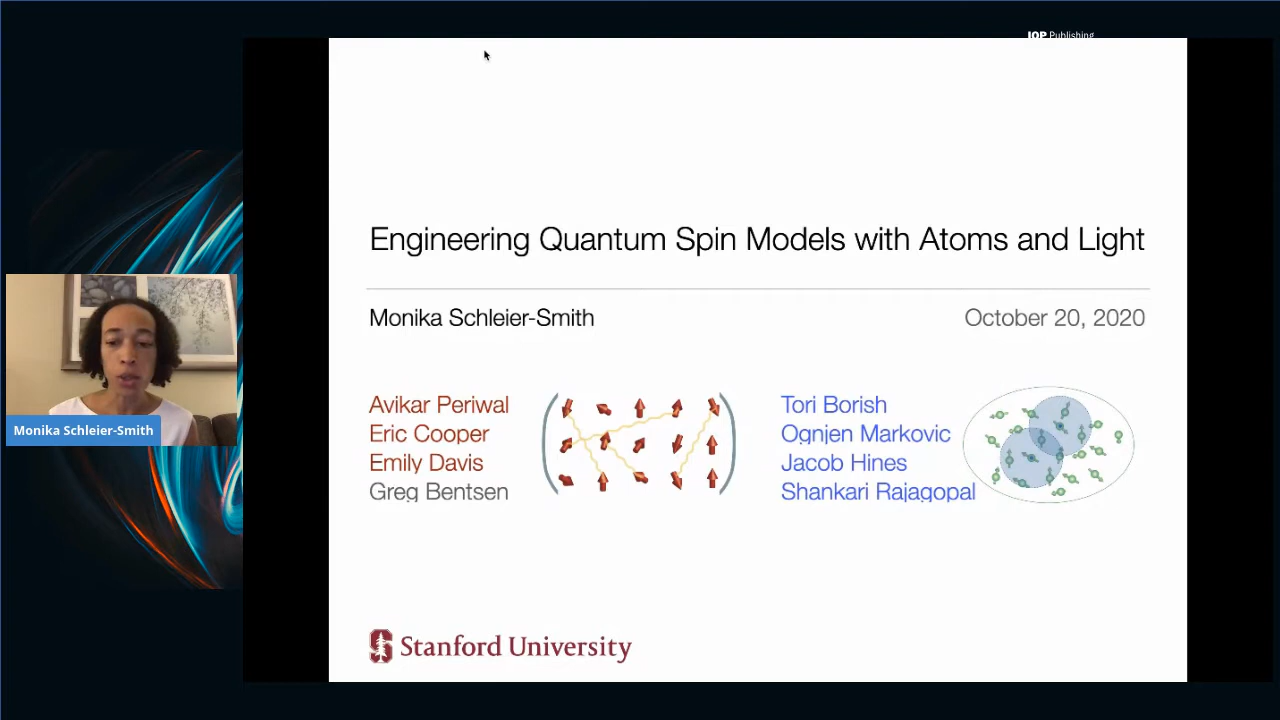 IOP Publishing
Engineering Quantum Spin Models with Atoms and Light
Monika Schleier-Smith
October 20, 2020
Avikar Periwal
Eric Cooper
Emily Davis
Greg Bentsen
Tori Borish
Ognjen Markovic
Jacob Hines
Shankari Rajagopal
Monika Schleier-Smith
Stanford University